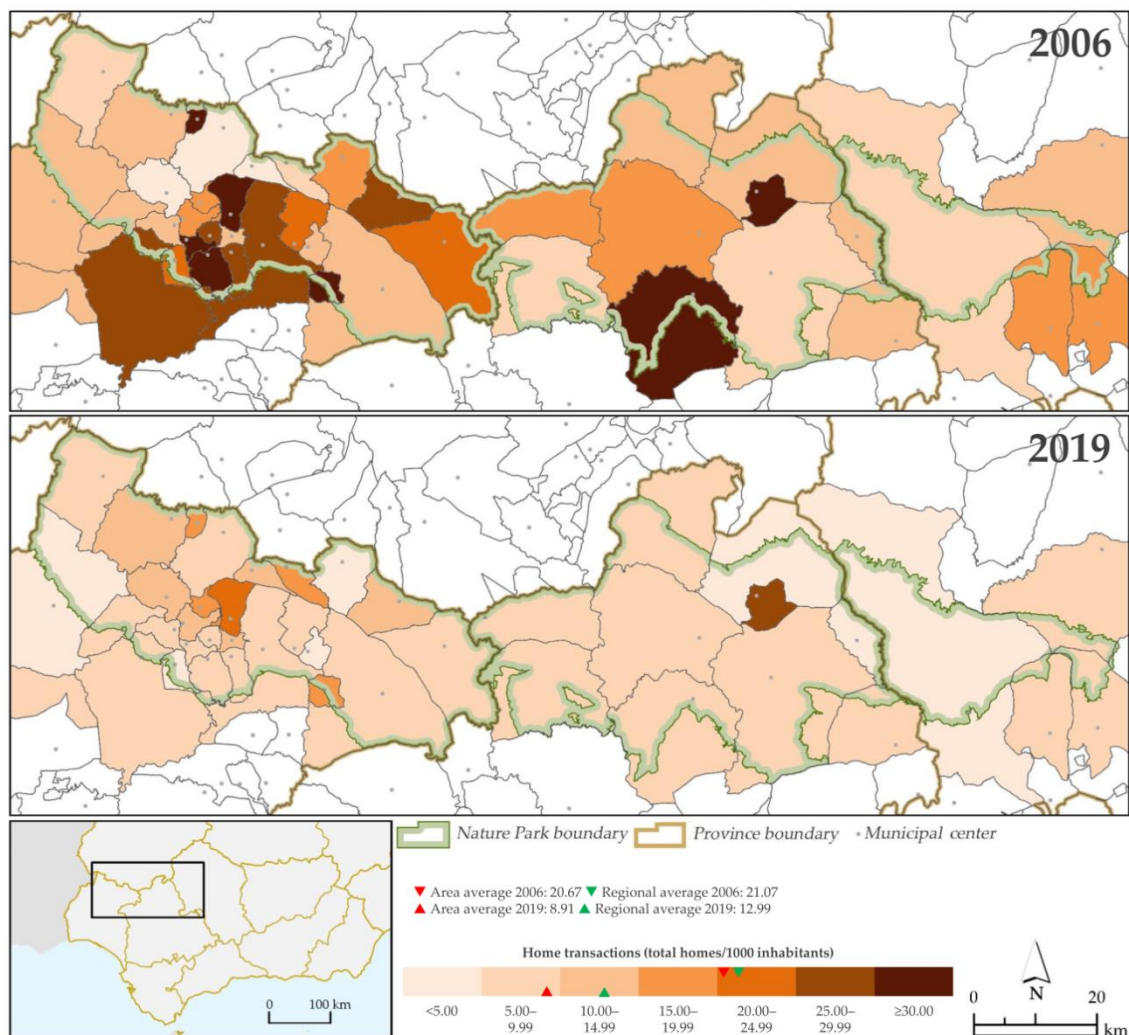 2006
2019
Nature Park boundary Province boundary Municipal center
Area average 2006: 20.67 Regional average 2006: 21.07
Area average 2019: 8.91 Regional average 2019: 12.99
Home transactions (total homes/1000 inhabitants)
<5.00 5.00– 10.00– 15.00– 20.00– 25.00– ≥30.00
9.99 14.99 19.99 24.99 29.99
0 100 km
N
0 20
km